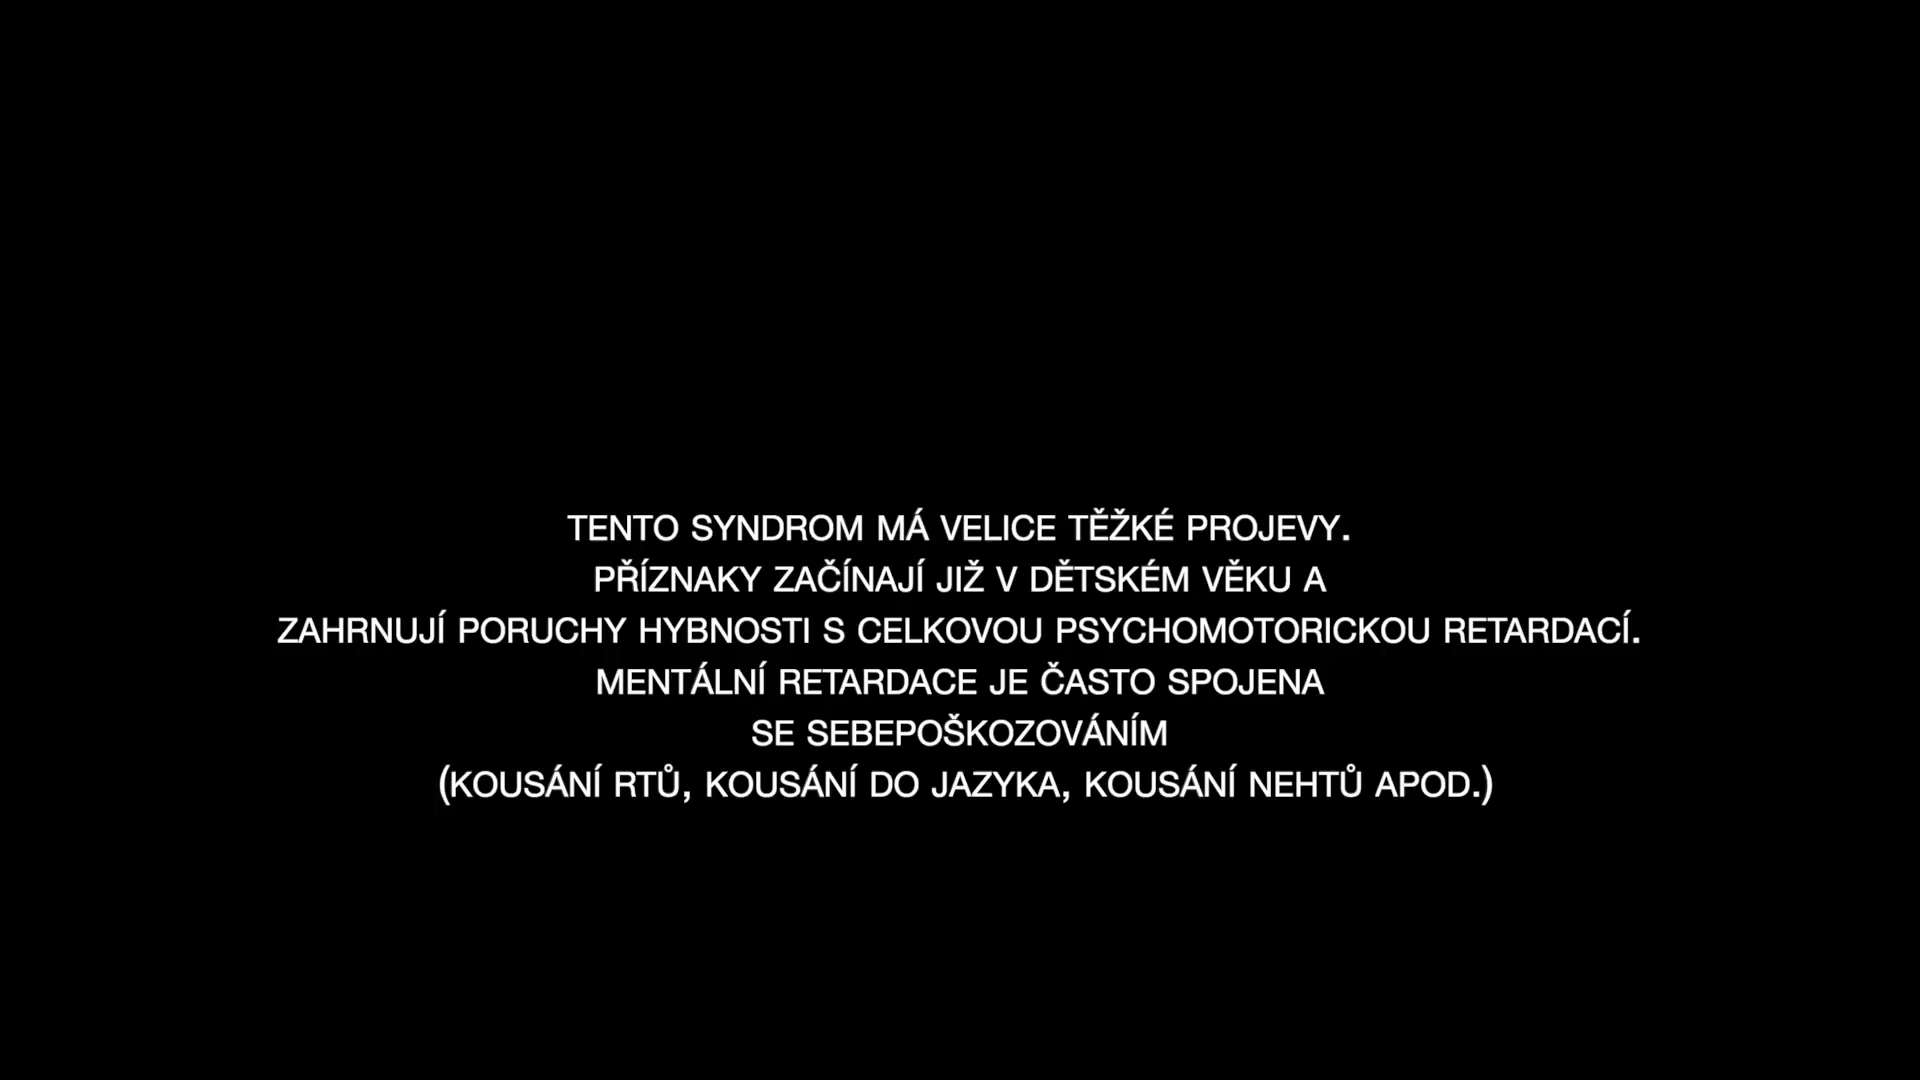 TENTO SYNDROM MÁ VELICE TĚŽKÉ PROJEVY.
PŘÍZNAKY ZAČÍNAJÍ JIŽ V DĚTSKÉM VĚKU A
ZAHRNUJÍ PORUCHY HYBNOSTI S CELKOVOU PSYCHOMOTORICKOU RETARDACÍ.
MENTÁLNÍ RETARDACE JE ČASTO SPOJENA
SE SEBEPOŠKOZOVÁNÍM
(KOUSÁNÍ RTŮ, KOUSÁNÍ DO JAZYKA, KOUSÁNÍ NEHTŮ APOD.)